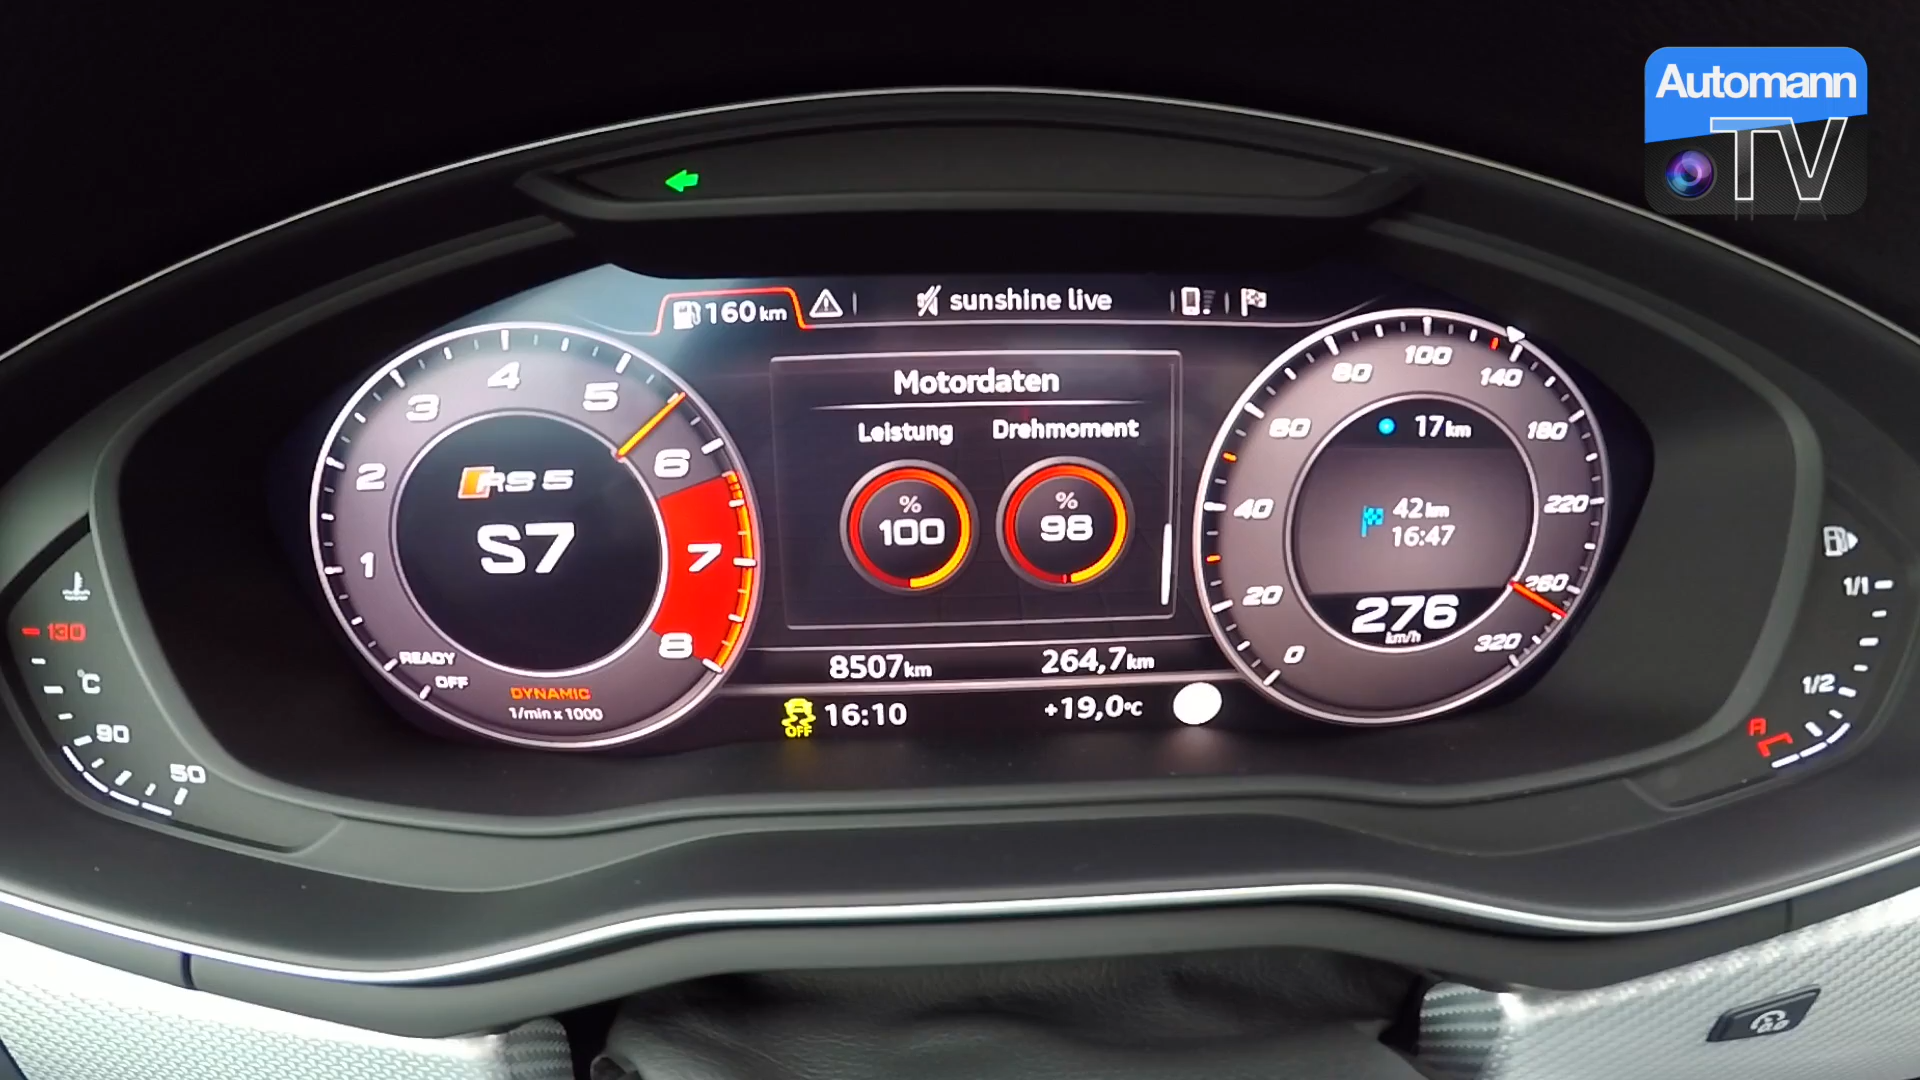 Automann
TV
160 km
sunshine live
Motordaten
Leistung
Drehmoment
%
100
%
98
8507 km
264,7 km
OFF
16:10
+19,0 °C
RS 5
S7
READY
OFF
1
2
3
4
5
6
7
8
DYNAMIC
1/min x 1000
0
20
40
60
80
100
140
180
220
260
320
17 km
42 km
16:47
276
km/h
130
°C
90
50
1/1
1/2
R